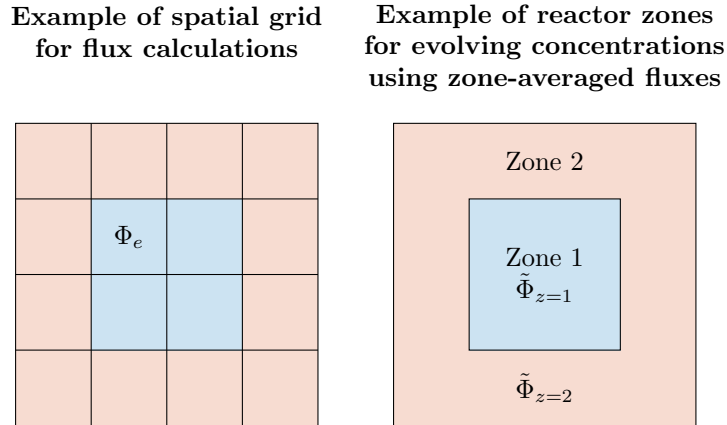 Example of spatial grid
for flux calculations
Example of reactor zones
for evolving concentrations
using zone-averaged fluxes
Φ_e
Zone 2
Zone 1
Φ̃_{z=1}
Φ̃_{z=2}